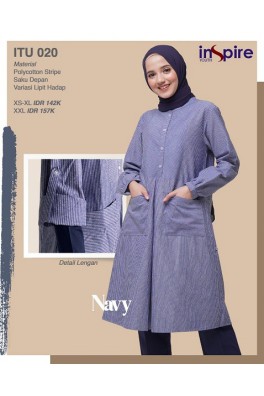 ITU 020
Material
Polycotton Stripe
Saku Depan
Variasi Lipit Hadap
XS-XL IDR 142K
XXL IDR 157K
inspire
YOUTH
Detail Lengan
Navy